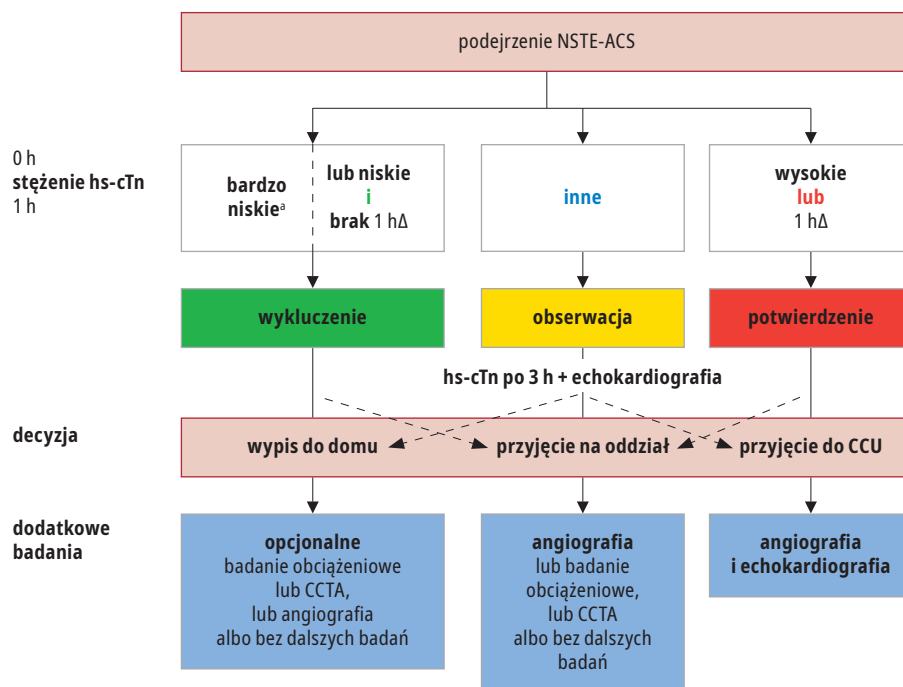 podejrzenie NSTE-ACS
0 h
stężenie hs-cTn
1 h
bardzo
niskieᵃ
lub niskie
i
brak 1 hΔ
inne
wysokie
lub
1 hΔ
wykluczenie
obserwacja
potwierdzenie
hs-cTn po 3 h + echokardiografia
decyzja
wypis do domu
przyjęcie na oddział
przyjęcie do CCU
dodatkowe
badania
opcjonalne
badanie obciążeniowe
lub CCTA,
lub angiografia
albo bez dalszych badań
angiografia
lub badanie
obciążeniowe,
lub CCTA
albo bez dalszych
badań
angiografia
i echokardiografia